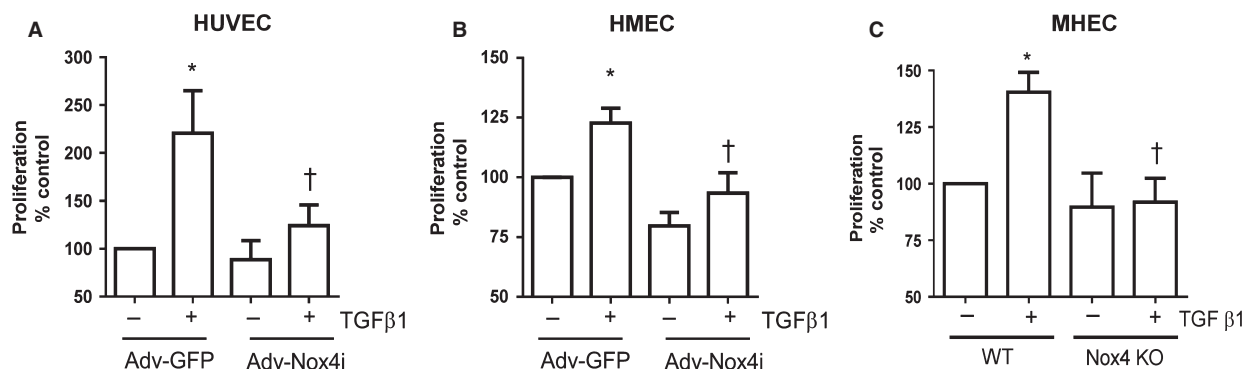 A HUVEC
Proliferation
% control
300
250
200
150
100
50
*
†
– + – + TGFβ1
Adv-GFP Adv-Nox4i
B HMEC
Proliferation
% control
150
125
100
75
50
*
†
– + – + TGFβ1
Adv-GFP Adv-Nox4i
C MHEC
Proliferation
% control
150
125
100
75
50
*
†
– + – + TGF β1
WT Nox4 KO